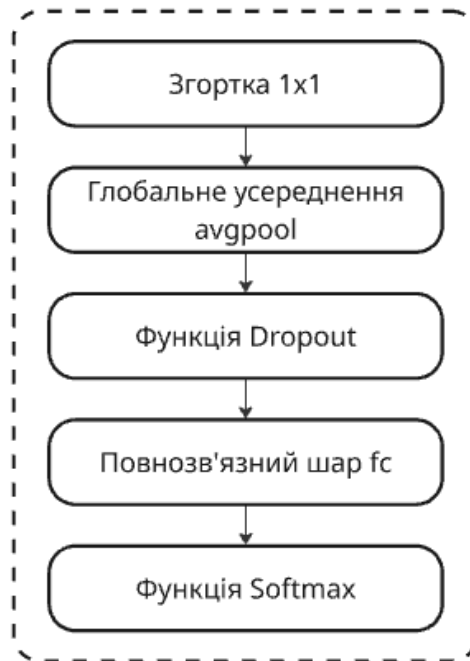 Згортка 1x1
Глобальне усереднення
avgpool
Функція Dropout
Повнозв'язний шар fc
Функція Softmax